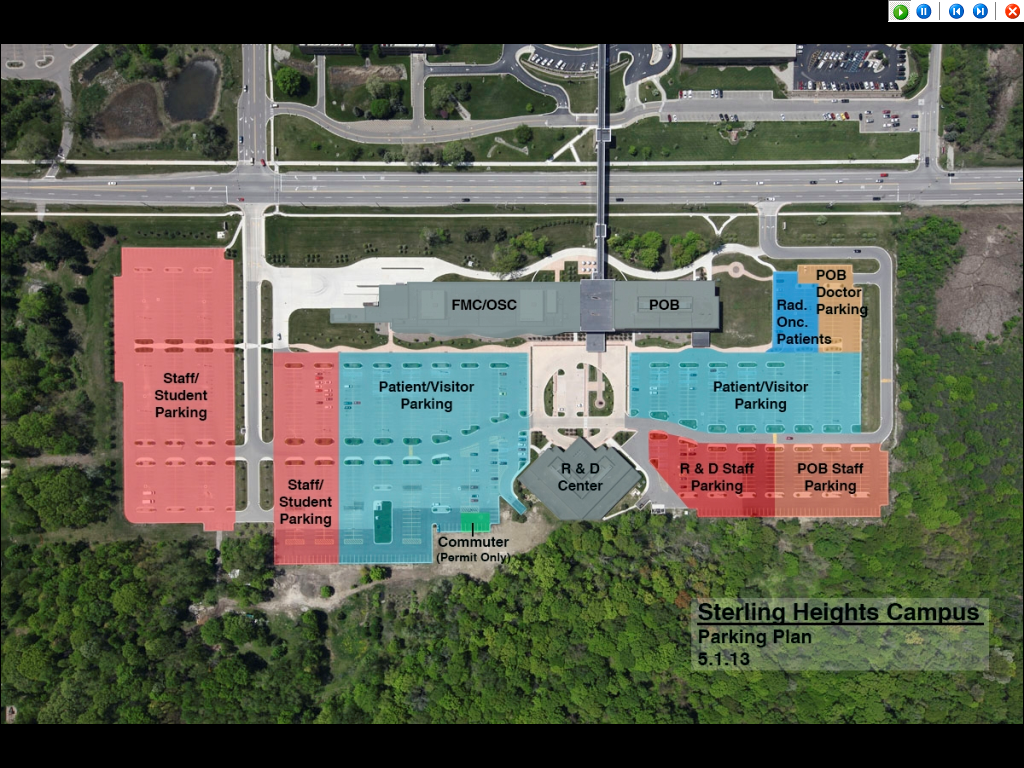 FMC/OSC
POB
Rad.
Onc.
Patients
POB
Doctor
Parking
Staff/
Student
Parking
Patient/Visitor
Parking
Patient/Visitor
Parking
Staff/
Student
Parking
R & D
Center
R & D Staff
Parking
POB Staff
Parking
Commuter
(Permit Only)
Sterling Heights Campus
Parking Plan
5.1.13